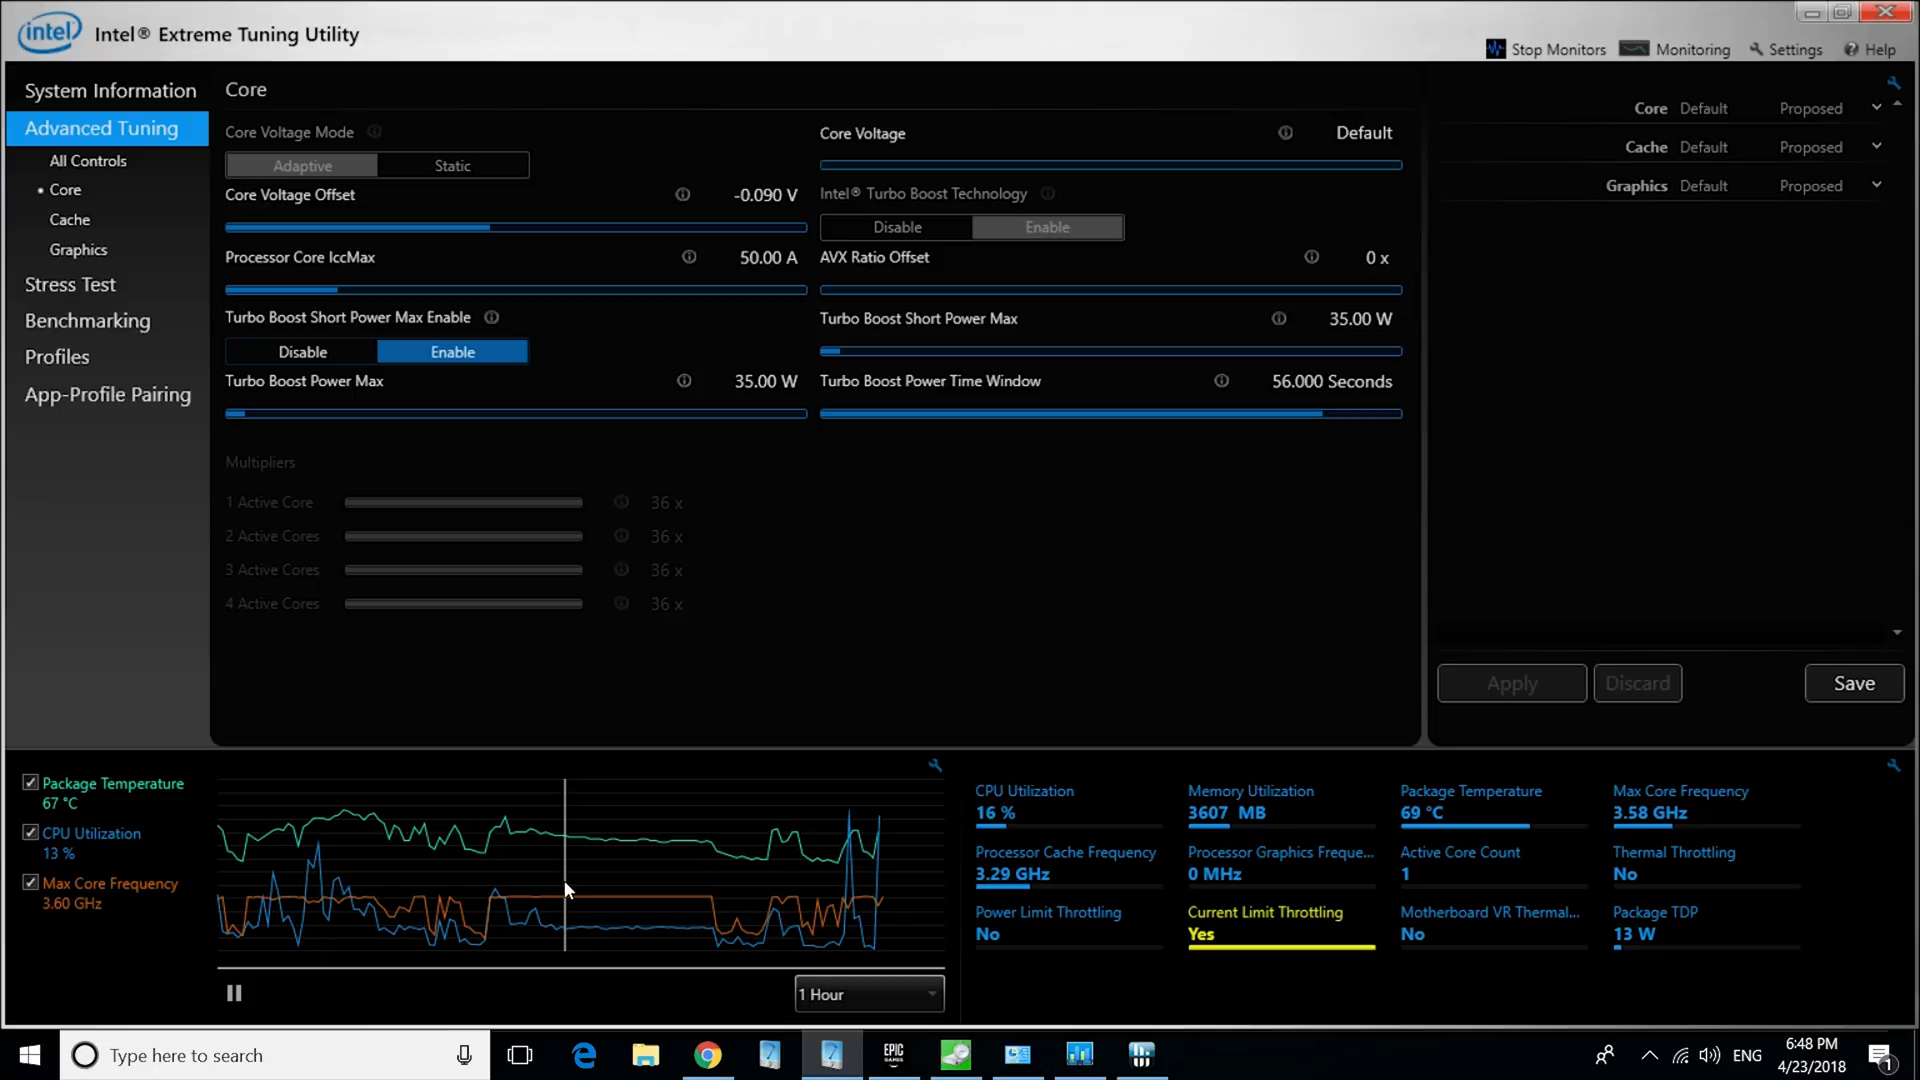 intel
Intel® Extreme Tuning Utility
Stop Monitors
Monitoring
Settings
Help
System Information
Advanced Tuning
All Controls
Core
Cache
Graphics
Stress Test
Benchmarking
Profiles
App-Profile Pairing
Core
Core Voltage Mode
Adaptive
Static
Core Voltage Offset
-0.090 V
Processor Core IccMax
50.00 A
Turbo Boost Short Power Max Enable
Disable
Enable
Turbo Boost Power Max
35.00 W
Core Voltage
Default
Intel® Turbo Boost Technology
Disable
Enable
AVX Ratio Offset
0 x
Turbo Boost Short Power Max
35.00 W
Turbo Boost Power Time Window
56.000 Seconds
Multipliers
1 Active Core
36 x
2 Active Cores
36 x
3 Active Cores
36 x
4 Active Cores
36 x
Core Default Proposed
Cache Default Proposed
Graphics Default Proposed
Apply
Discard
Save
Package Temperature
67 °C
CPU Utilization
13 %
Max Core Frequency
3.60 GHz
1 Hour
CPU Utilization
16 %
Memory Utilization
3607 MB
Package Temperature
69 °C
Max Core Frequency
3.58 GHz
Processor Cache Frequency
3.29 GHz
Processor Graphics Freque...
0 MHz
Active Core Count
1
Thermal Throttling
No
Power Limit Throttling
No
Current Limit Throttling
Yes
Motherboard VR Thermal...
No
Package TDP
13 W
Type here to search
EPIC
GAMES
ENG
6:48 PM
4/23/2018
1